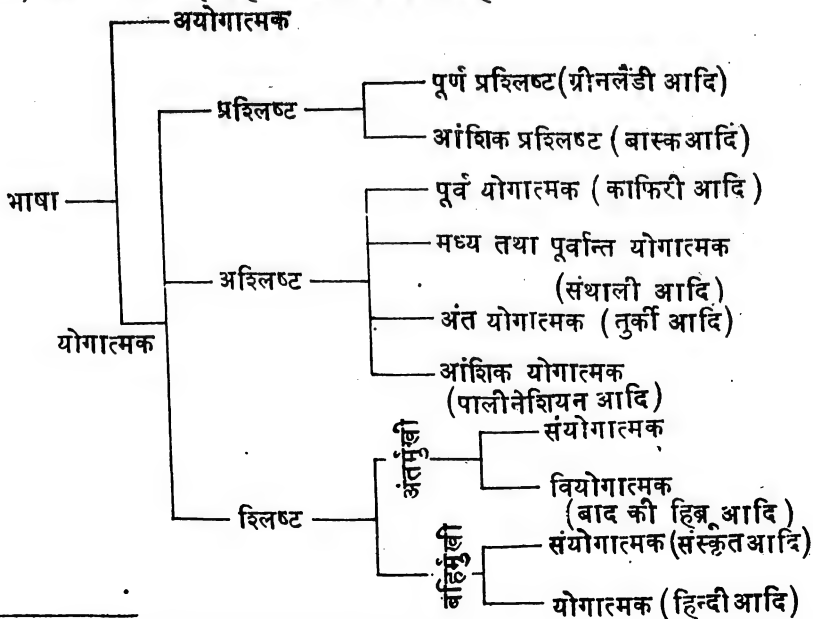 अयोगात्मक
पूर्ण प्रश्लिष्ट (ग्रीनलैंडी आदि)
प्रश्लिष्ट
आंशिक प्रश्लिष्ट (बास्क आदि)
भाषा
पूर्व योगात्मक (काफिरी आदि)
मध्य तथा पूर्वान्त योगात्मक
(संथाली आदि)
अश्लिष्ट
अंत योगात्मक (तुर्की आदि)
योगात्मक
आंशिक योगात्मक
(पालीनेशियन आदि)
अंतर्मुखी
संयोगात्मक
वियोगात्मक
(बाद की हिब्रू आदि)
श्लिष्ट
बहिर्मुखी
संयोगात्मक (संस्कृत आदि)
योगात्मक (हिन्दी आदि)